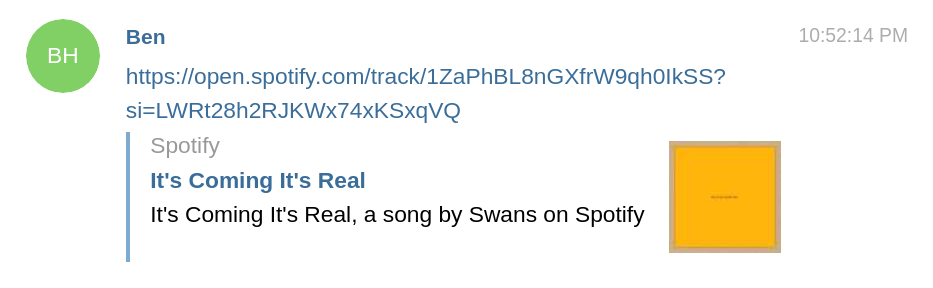 BH
Ben
10:52:14 PM
https://open.spotify.com/track/1ZaPhBL8nGXfrW9qh0IkSS?
si=LWRt28h2RJKWx74xKSxqVQ
Spotify
It's Coming It's Real
It's Coming It's Real, a song by Swans on Spotify